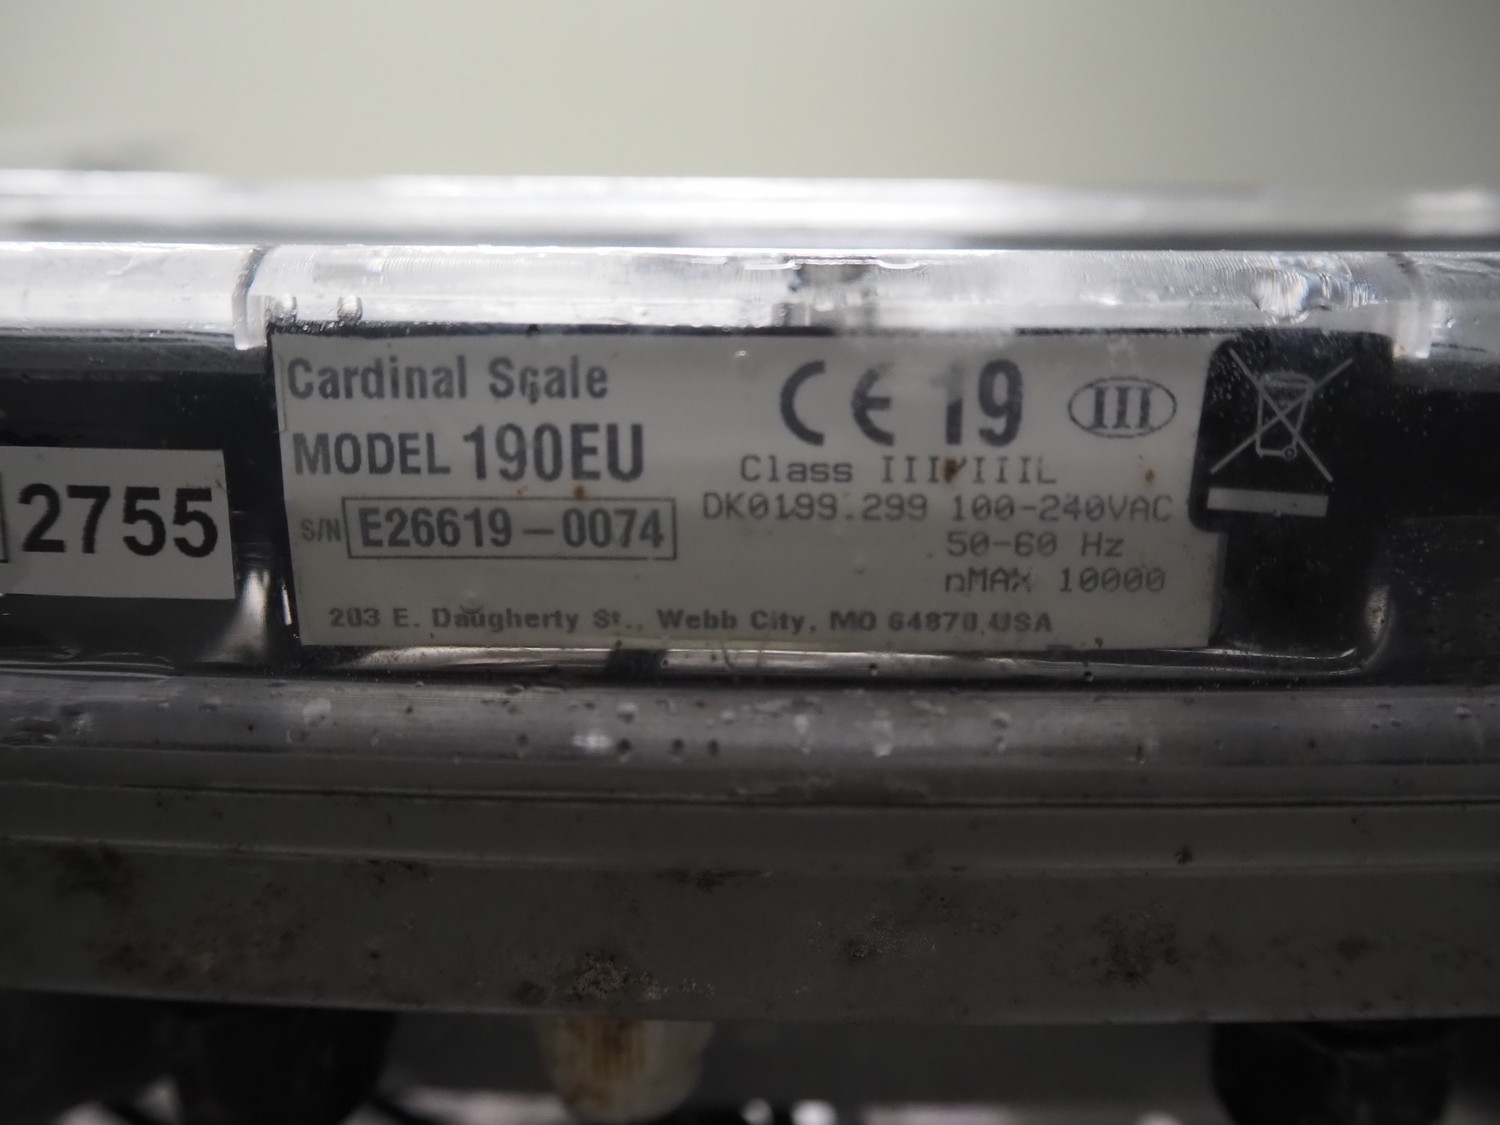 Cardinal Scale
MODEL 190EU
S/N E26619-0074
CE 19 III
Class III/IIIL
DK0199.299 100-240VAC
50-60 Hz
nMAX 10000
203 E. Daugherty St., Webb City, MO 64870, USA
2755